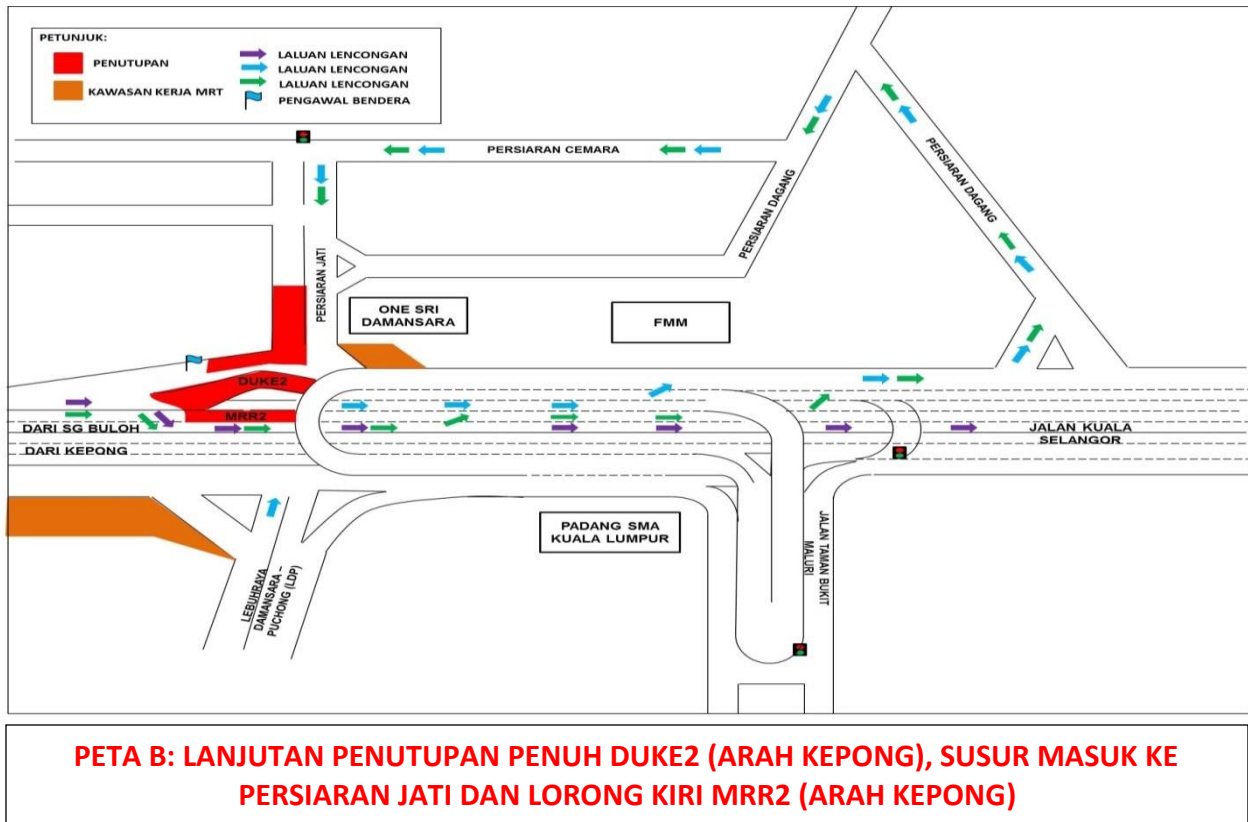 PETUNJUK:
PENUTUPAN
KAWASAN KERJA MRT
LALUAN LENCONGAN
LALUAN LENCONGAN
LALUAN LENCONGAN
PENGAWAL BENDERA
PERSIARAN CEMARA
PERSIARAN DAGANG
PERSIARAN DAGANG
PERSIARAN JATI
ONE SRI
DAMANSARA
FMM
DUKE2
MRR2
DARI SG BULOH
DARI KEPONG
JALAN KUALA
SELANGOR
PADANG SMA
KUALA LUMPUR
JALAN TAMAN BUKIT
MALURI
LEBUHRAYA
DAMANSARA –
PUCHONG (LDP)
PETA B: LANJUTAN PENUTUPAN PENUH DUKE2 (ARAH KEPONG), SUSUR MASUK KE
PERSIARAN JATI DAN LORONG KIRI MRR2 (ARAH KEPONG)